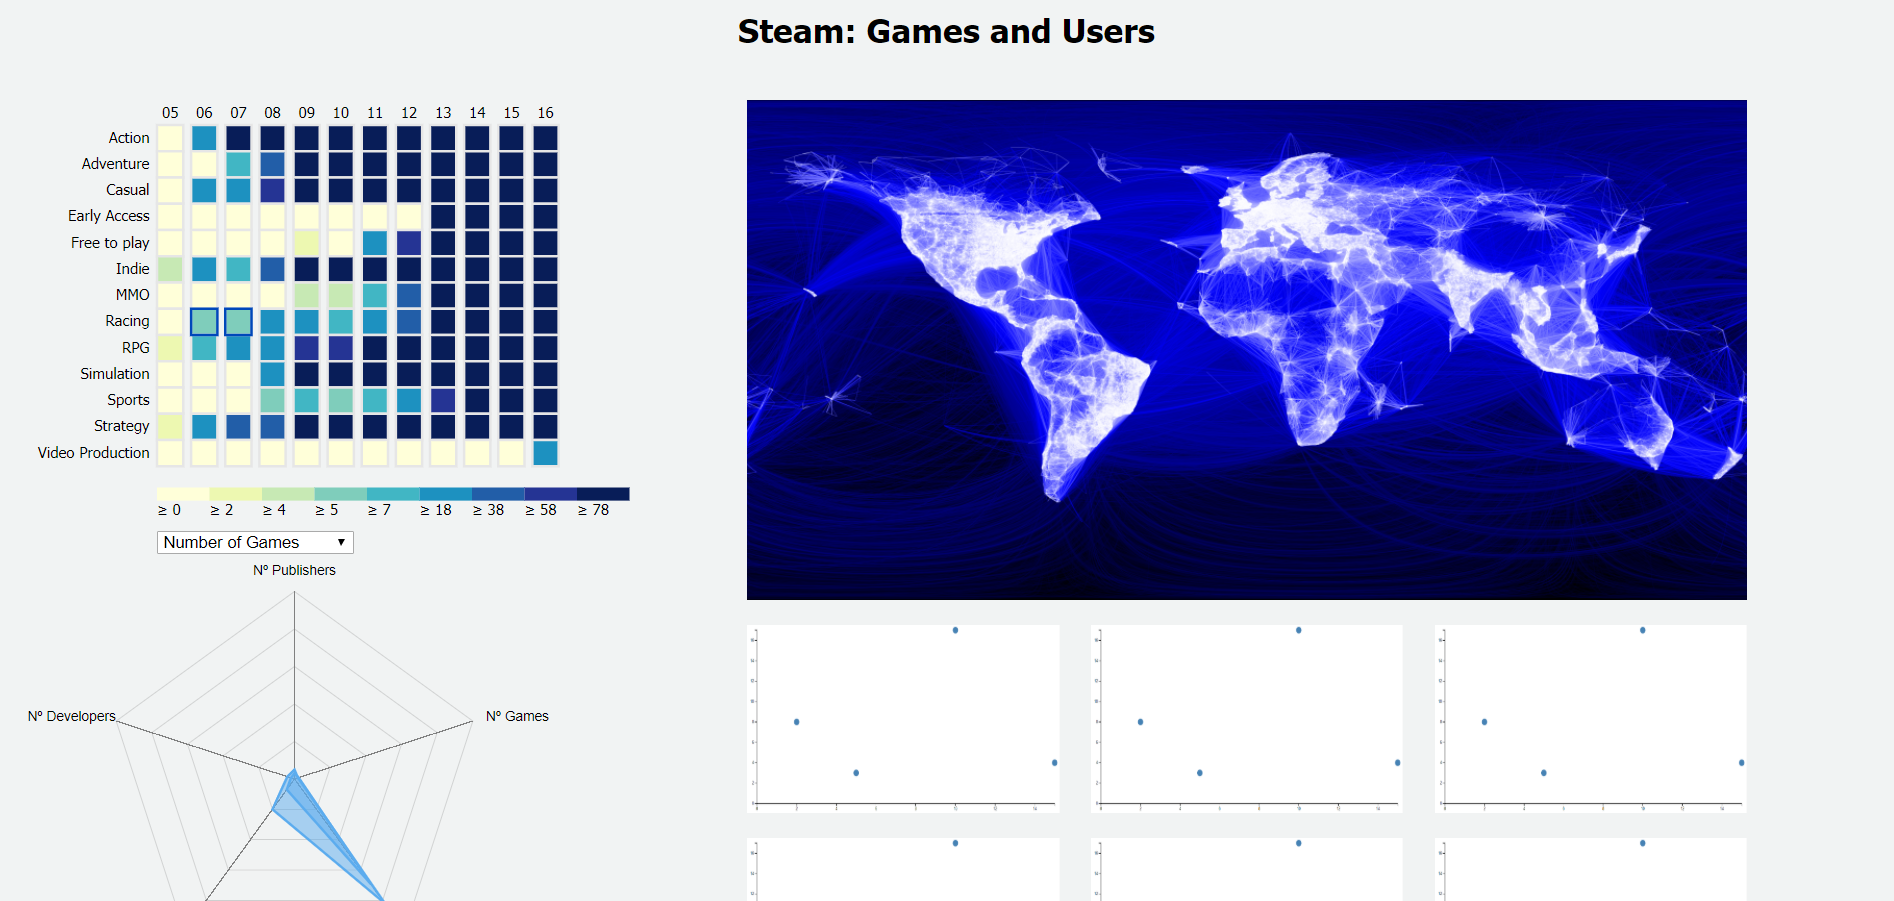 Steam: Games and Users
05 06 07 08 09 10 11 12 13 14 15 16
Action
Adventure
Casual
Early Access
Free to play
Indie
MMO
Racing
RPG
Simulation
Sports
Strategy
Video Production
≥ 0 ≥ 2 ≥ 4 ≥ 5 ≥ 7 ≥ 18 ≥ 38 ≥ 58 ≥ 78
Number of Games
Nº Publishers
Nº Developers
Nº Games